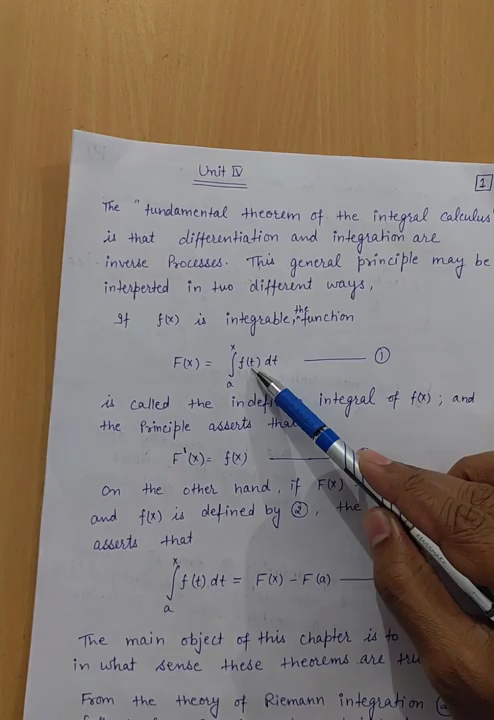 Unit IV
1
The "fundamental theorem of the integral calculus"
is that differentiation and integration are
inverse Processes. This general principle may be
interperted in two different ways,
If f(x) is integrable, the function
F(x) = ∫ₐˣ f(t) dt ——— ①
is called the indefi integral of f(x); and
the Principle asserts tha
F'(x) = f(x) ———
On the other hand, if F(x)
and f(x) is defined by ②, the
asserts that
∫ₐˣ f(t) dt = F(x) - F(a) ———
The main object of this chapter is to
in what sense these theorems are tru
From the theory of Riemann integration